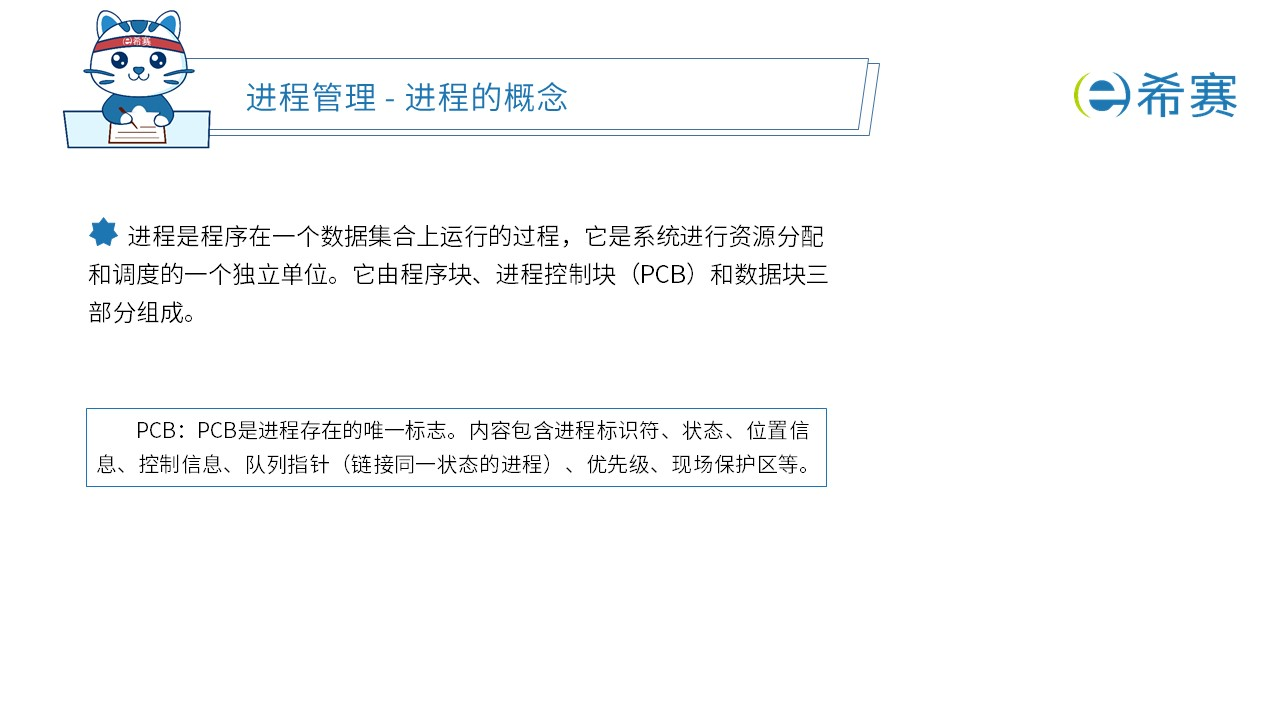 希赛
进程管理 - 进程的概念
希赛
进程是程序在一个数据集合上运行的过程，它是系统进行资源分配
和调度的一个独立单位。它由程序块、进程控制块（PCB）和数据块三
部分组成。
PCB：PCB是进程存在的唯一标志。内容包含进程标识符、状态、位置信
息、控制信息、队列指针（链接同一状态的进程）、优先级、现场保护区等。